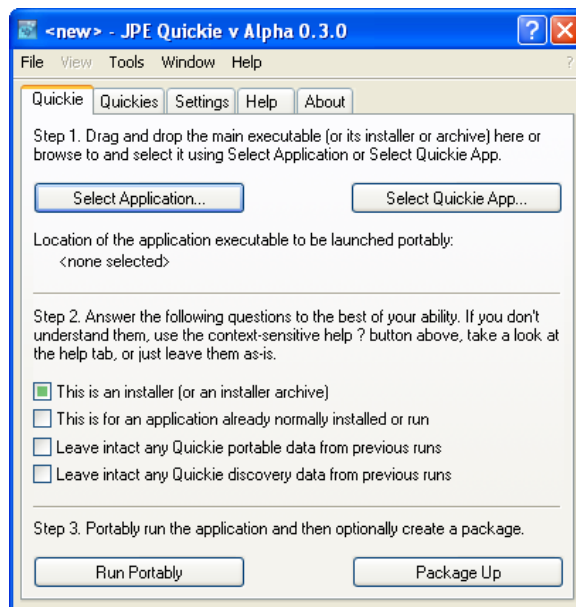 <new> - JPE Quickie v Alpha 0.3.0
File View Tools Window Help ?
Quickie Quickies Settings Help About
Step 1. Drag and drop the main executable (or its installer or archive) here or
browse to and select it using Select Application or Select Quickie App.
Select Application... Select Quickie App...
Location of the application executable to be launched portably:
<none selected>
Step 2. Answer the following questions to the best of your ability. If you don't
understand them, use the context-sensitive help ? button above, take a look at
the help tab, or just leave them as-is.
This is an installer (or an installer archive)
This is for an application already normally installed or run
Leave intact any Quickie portable data from previous runs
Leave intact any Quickie discovery data from previous runs
Step 3. Portably run the application and then optionally create a package.
Run Portably Package Up